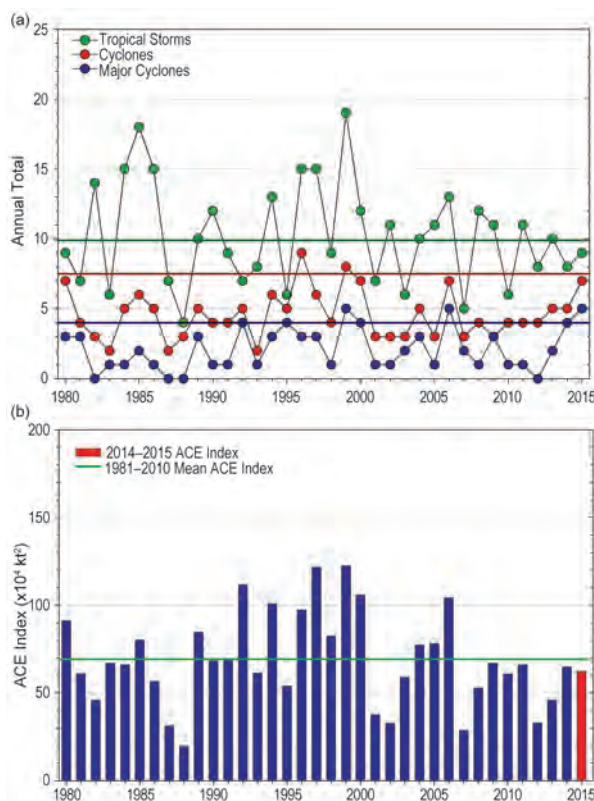 (a)
25
20
15
10
5
0
Annual Total
Tropical Storms
Cyclones
Major Cyclones
1980 1985 1990 1995 2000 2005 2010 2015
(b)
200
150
100
50
0
ACE Index (x10⁴ kt²)
2014–2015 ACE Index
1981–2010 Mean ACE Index
1980 1985 1990 1995 2000 2005 2010 2015